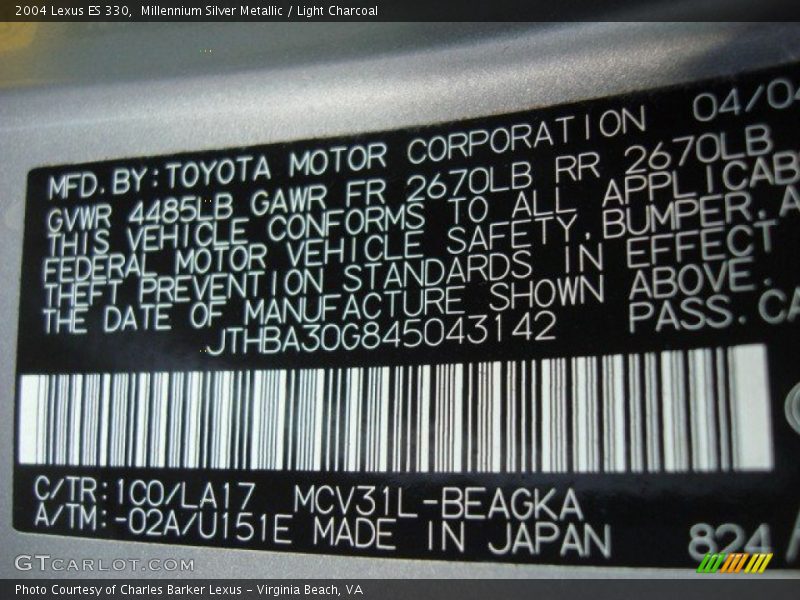 2004 Lexus ES 330,  Millennium Silver Metallic / Light Charcoal
MFD. BY: TOYOTA MOTOR CORPORATION 04/04
GVWR 4485LB GAWR FR 2670LB RR 2670LB
THIS VEHICLE CONFORMS TO ALL APPLICAB
FEDERAL MOTOR VEHICLE SAFETY, BUMPER, A
THEFT PREVENTION STANDARDS IN EFFECT
THE DATE OF MANUFACTURE SHOWN ABOVE.
JTHBA30G845043142 PASS. CA
C/TR: 1C0/LA17 MCV31L-BEAGKA
A/TM: -02A/U151E MADE IN JAPAN 824
GTCARLOT.COM
Photo Courtesy of Charles Barker Lexus - Virginia Beach, VA